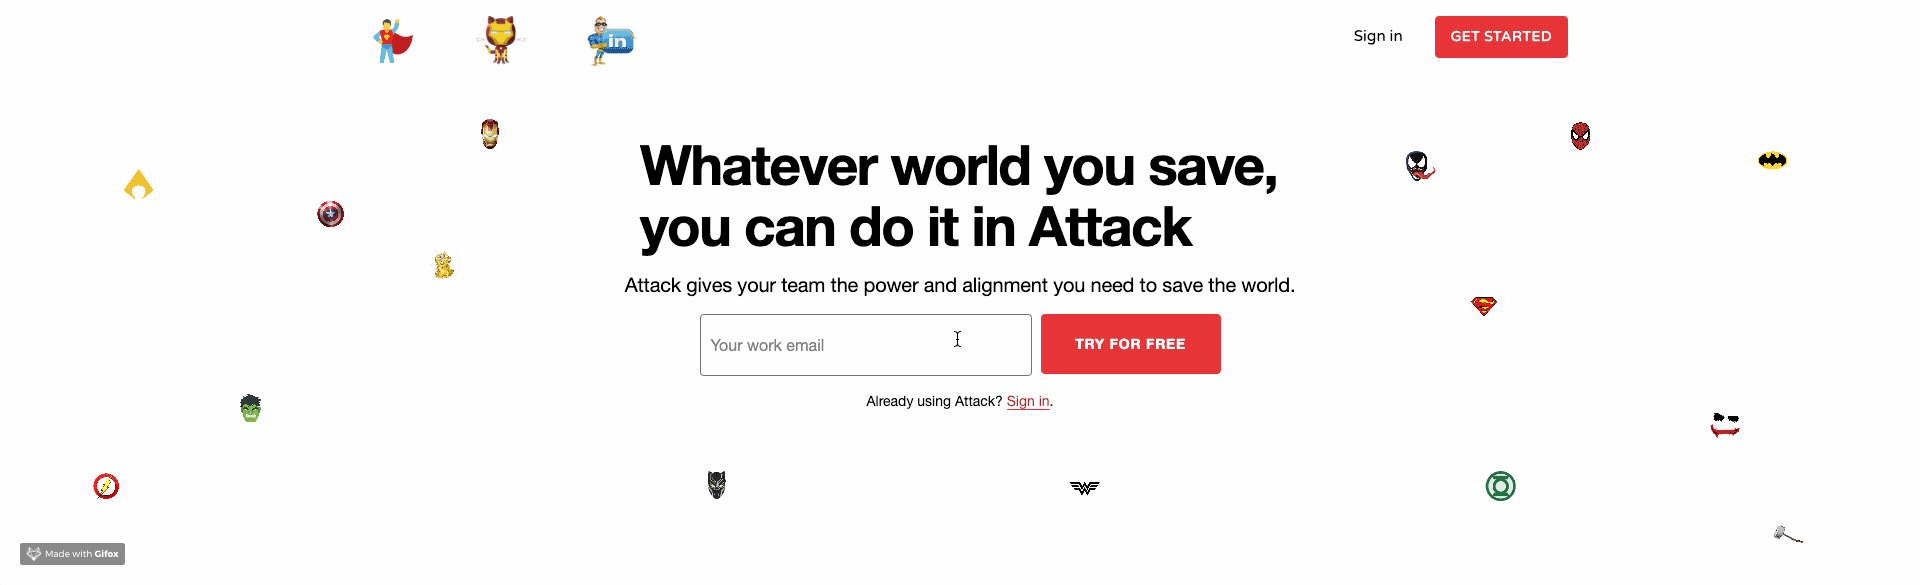 in
Sign in
GET STARTED
Whatever world you save,
you can do it in Attack
Attack gives your team the power and alignment you need to save the world.
Your work email
TRY FOR FREE
Already using Attack? Sign in.
Made with Gifox